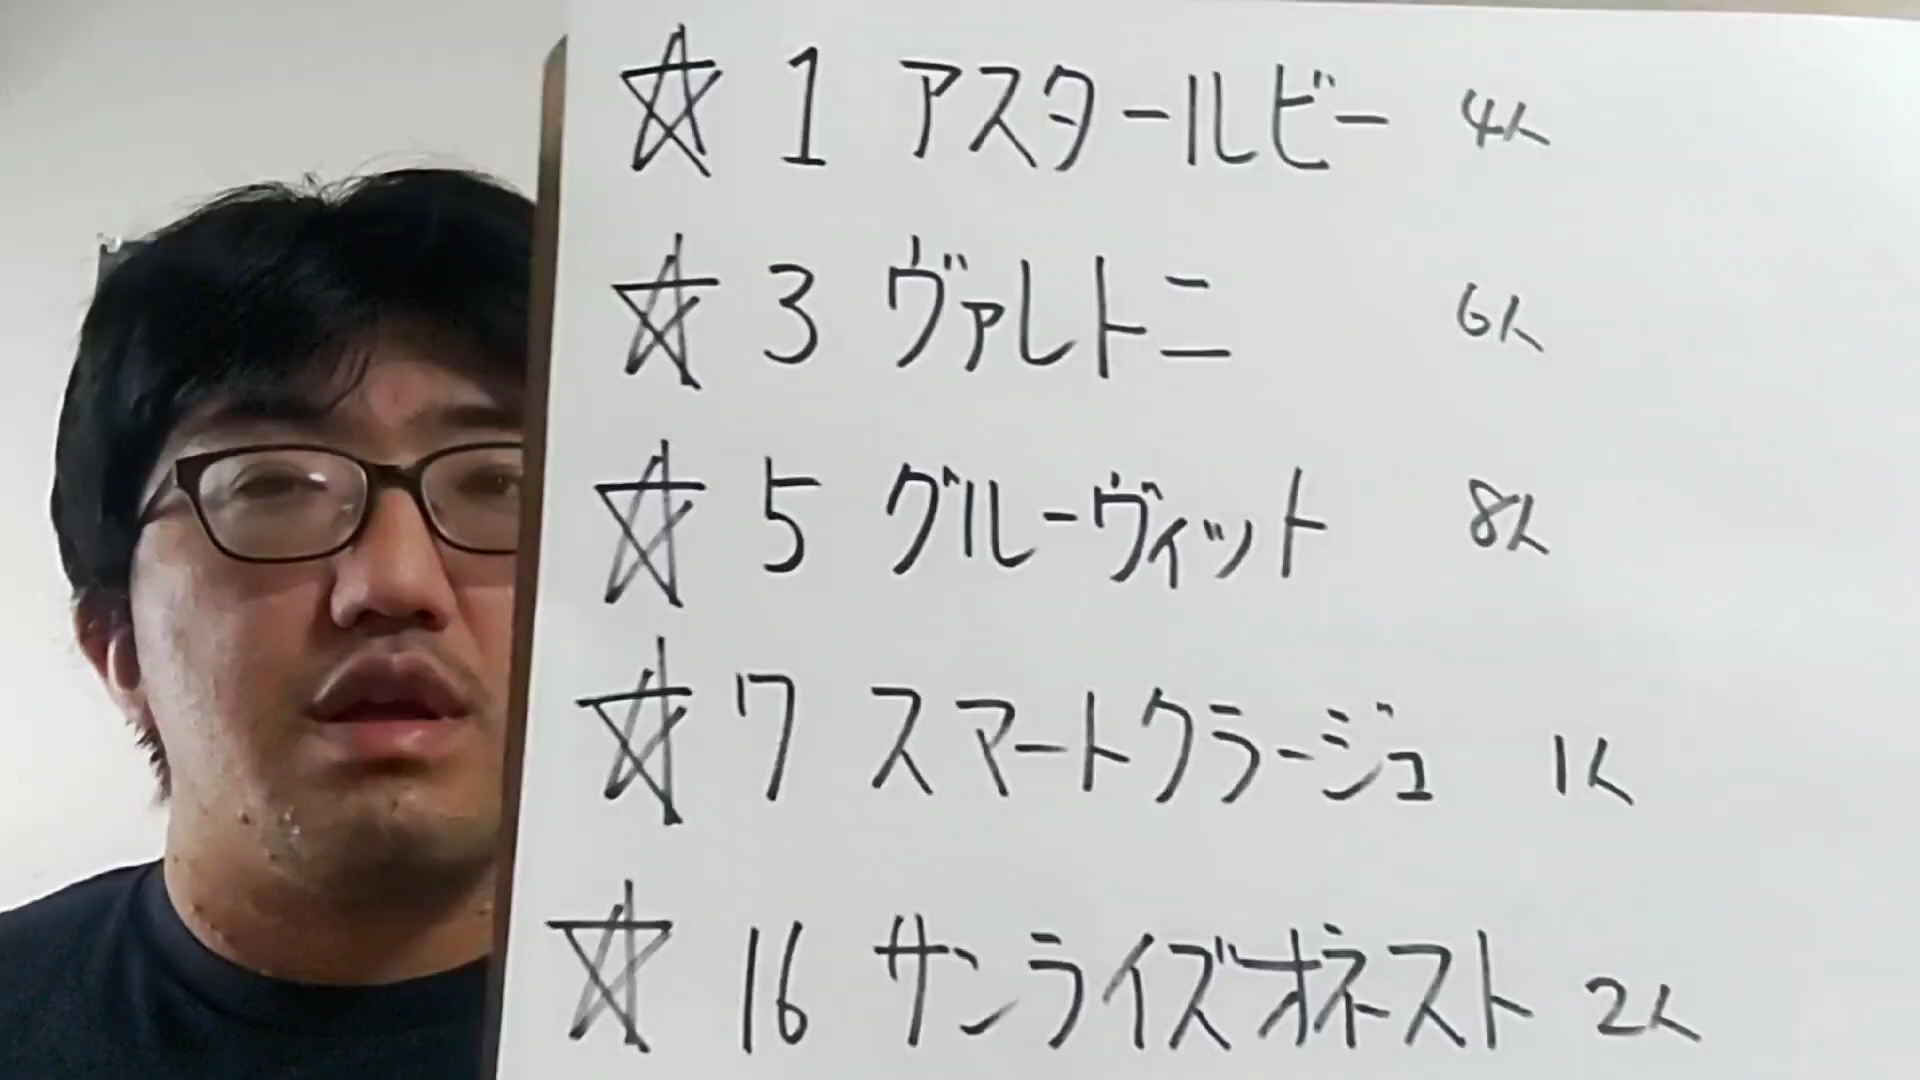 ☆ 1 アスタールビー 4人
☆ 3 ヴァレトニ 6人
☆ 5 グルーヴィット 8人
☆ 7 スマートクラージュ 1人
☆ 16 サンライズオネスト 2人